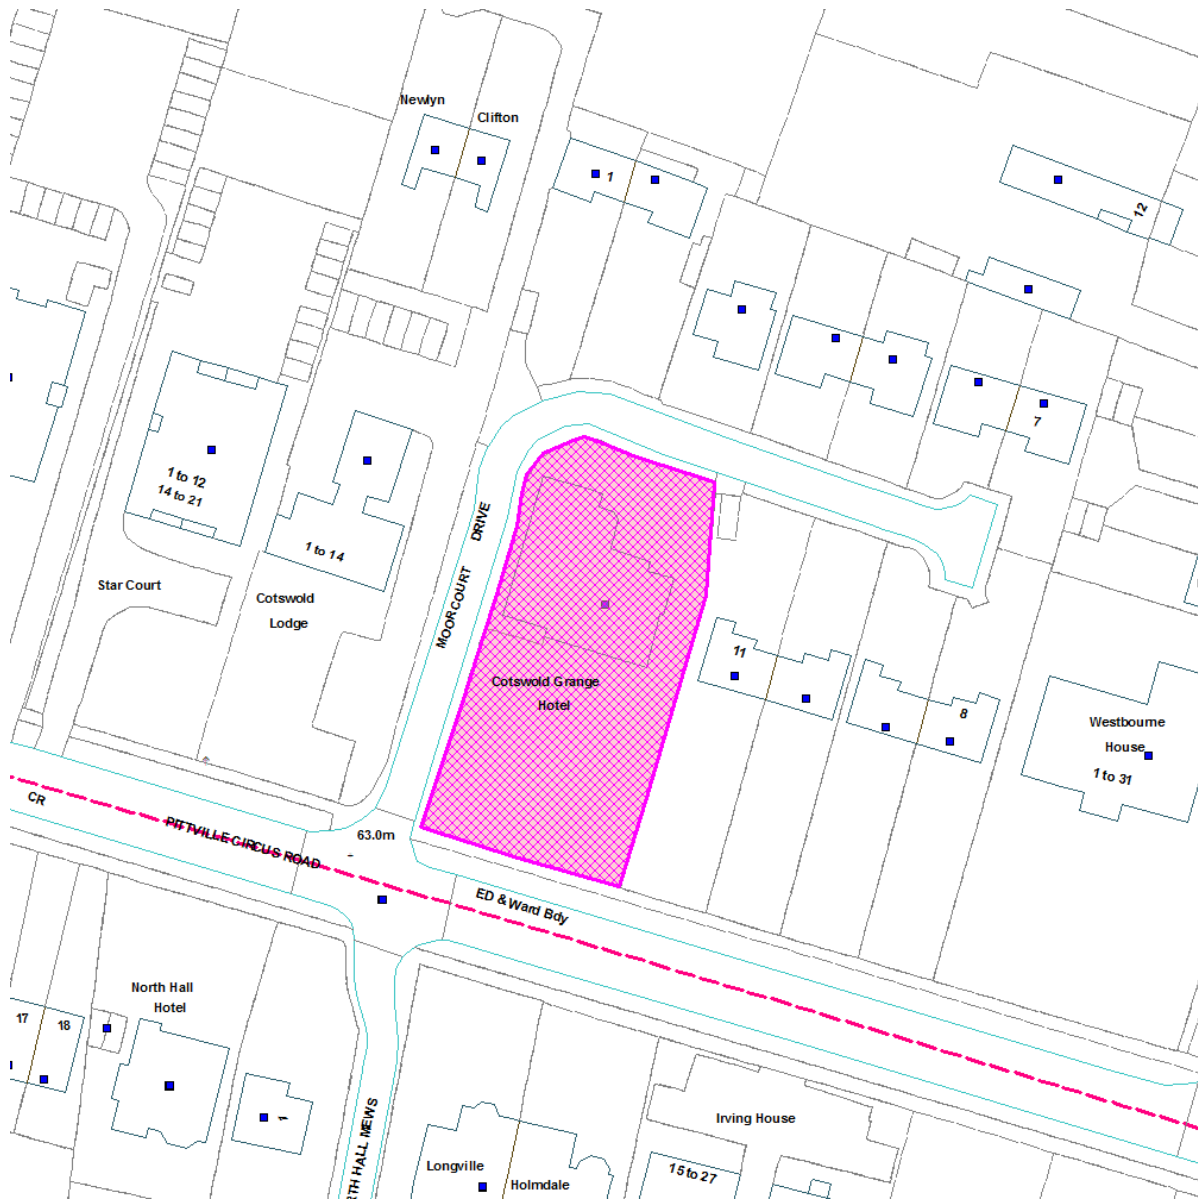 Newlyn
Clifton
1
12
7
1 to 12
14 to 21
1 to 14
Star Court
Cotswold
Lodge
MOORCOURT DRIVE
Cotswold Grange
Hotel
11
8
Westbourne
House
1 to 31
CR
PITTVILLE CIRCUS ROAD
63.0m
ED & Ward Bdy
North Hall
Hotel
17
18
1
RTH HALL MEWS
Irving House
Longville
Holmdale
15 to 27